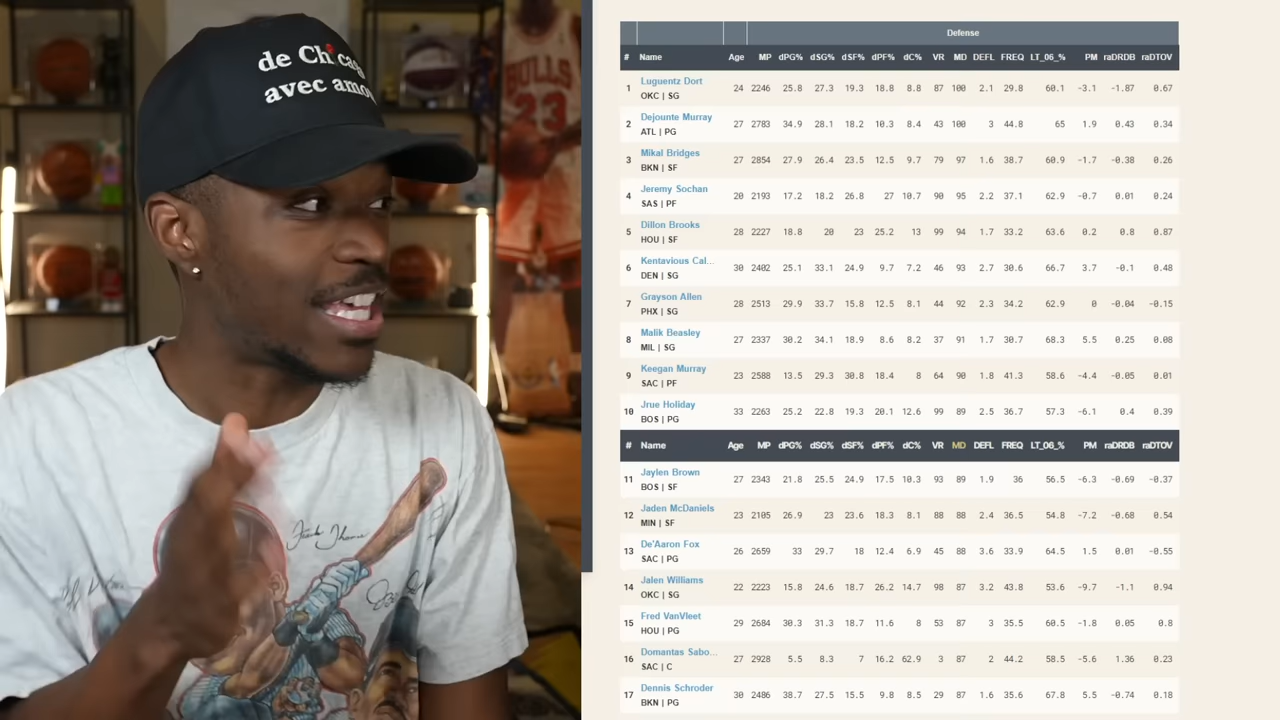 de Chicago
avec amour
BULLS
23
Defense
# Name Age MP dPG% dSG% dSF% dPF% dC% VR MD DEFL FREQ LT_06_% PM raDRDB raDTOV
1 Luguentz Dort 24 2246 25.8 27.3 19.3 18.8 8.8 87 100 2.1 29.8 60.1 -3.1 -1.87 0.67
OKC | SG
2 Dejounte Murray 27 2783 34.9 28.1 18.2 10.3 8.4 43 100 3 44.8 65 1.9 0.43 0.34
ATL | PG
3 Mikal Bridges 27 2854 27.9 26.4 23.5 12.5 9.7 79 97 1.6 38.7 60.9 -1.7 -0.38 0.26
BKN | SF
4 Jeremy Sochan 20 2193 17.2 18.2 26.8 27 10.7 90 95 2.2 37.1 62.9 -0.7 0.01 0.24
SAS | PF
5 Dillon Brooks 28 2227 18.8 20 23 25.2 13 99 94 1.7 33.2 63.6 0.2 0.8 0.87
HOU | SF
6 Kentavious Cal... 30 2402 25.1 33.1 24.9 9.7 7.2 46 93 2.7 30.6 66.7 3.7 -0.1 0.48
DEN | SG
7 Grayson Allen 28 2513 29.9 33.7 15.8 12.5 8.1 44 92 2.3 34.2 62.9 0 -0.04 -0.15
PHX | SG
8 Malik Beasley 27 2337 30.2 34.1 18.9 8.6 8.2 37 91 1.7 30.7 68.3 5.5 0.25 0.08
MIL | SG
9 Keegan Murray 23 2588 13.5 29.3 30.8 18.4 8 64 90 1.8 41.3 58.6 -4.4 -0.05 0.01
SAC | PF
10 Jrue Holiday 33 2263 25.2 22.8 19.3 20.1 12.6 99 89 2.5 36.7 57.3 -6.1 0.4 0.39
BOS | PG
# Name Age MP dPG% dSG% dSF% dPF% dC% VR MD DEFL FREQ LT_06_% PM raDRDB raDTOV
11 Jaylen Brown 27 2343 21.8 25.5 24.9 17.5 10.3 93 89 1.9 36 56.5 -6.3 -0.69 -0.37
BOS | SF
12 Jaden McDaniels 23 2105 26.9 23 23.6 18.3 8.1 88 88 2.4 36.5 54.8 -7.2 -0.68 0.54
MIN | SF
13 De'Aaron Fox 26 2659 33 29.7 18 12.4 6.9 45 88 3.6 33.9 64.5 1.3 0.01 -0.55
SAC | PG
14 Jalen Williams 22 2223 15.8 24.6 18.7 26.2 14.7 98 87 3.2 43.8 53.6 -9.7 -1.1 0.94
OKC | SG
15 Fred VanVleet 29 2684 30.3 31.3 18.7 11.6 8 53 87 3 35.5 60.5 -1.8 0.05 0.8
HOU | PG
16 Domantas Sabo... 27 2928 5.5 8.3 7 16.2 62.9 3 87 2 44.2 58.5 -5.6 1.36 0.23
SAC | C
17 Dennis Schroder 30 2486 38.7 27.5 15.5 9.8 8.5 29 87 1.6 35.6 67.8 5.5 -0.74 0.18
BKN | PG